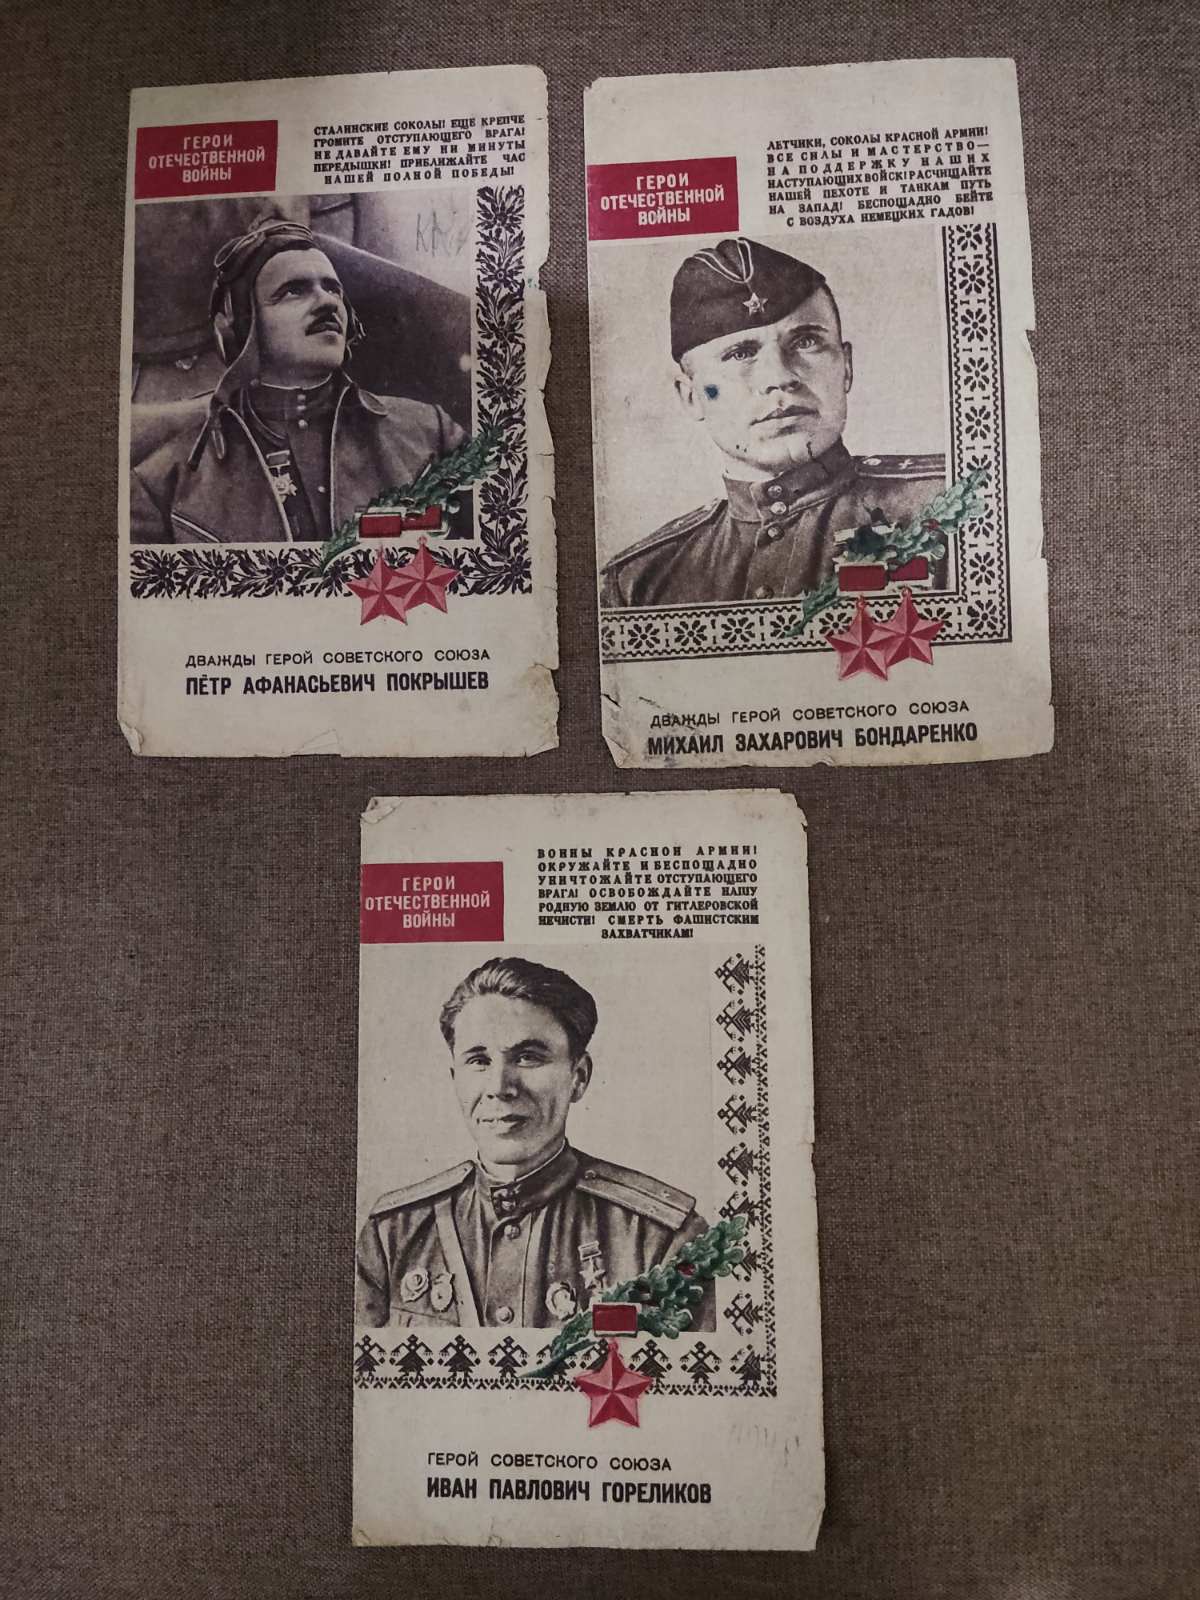 ГЕРОИ
ОТЕЧЕСТВЕННОЙ
ВОЙНЫ
СТАЛИНСКИЕ СОКОЛЫ! ЕЩЕ КРЕПЧЕ
ГРОМИТЕ ОТСТУПАЮЩЕГО ВРАГА!
НЕ ДАВАЙТЕ ЕМУ НИ МИНУТЫ
ПЕРЕДЫШКИ! ПРИБЛИЖАЙТЕ ЧАС
НАШЕЙ ПОЛНОЙ ПОБЕДЫ!
ДВАЖДЫ ГЕРОЙ СОВЕТСКОГО СОЮЗА
ПЁТР АФАНАСЬЕВИЧ ПОКРЫШЕВ
ГЕРОИ
ОТЕЧЕСТВЕННОЙ
ВОЙНЫ
ЛЕТЧИКИ, СОКОЛЫ КРАСНОЙ АРМИИ!
ВСЕ СИЛЫ И МАСТЕРСТВО—
НА ПОДДЕРЖКУ НАШИХ
НАСТУПАЮЩИХ ВОЙСК! РАСЧИЩАЙТЕ
НАШЕЙ ПЕХОТЕ И ТАНКАМ ПУТЬ
НА ЗАПАД! БЕСПОЩАДНО БЕЙТЕ
С ВОЗДУХА НЕМЕЦКИХ ГАДОВ!
ДВАЖДЫ ГЕРОЙ СОВЕТСКОГО СОЮЗА
МИХАИЛ ЗАХАРОВИЧ БОНДАРЕНКО
ГЕРОИ
ОТЕЧЕСТВЕННОЙ
ВОЙНЫ
ВОИНЫ КРАСНОЙ АРМИИ!
ОКРУЖАЙТЕ И БЕСПОЩАДНО
УНИЧТОЖАЙТЕ ОТСТУПАЮЩЕГО
ВРАГА! ОСВОБОЖДАЙТЕ НАШУ
РОДНУЮ ЗЕМЛЮ ОТ ГИТЛЕРОВСКОЙ
НЕЧИСТИ! СМЕРТЬ ФАШИСТСКИМ
ЗАХВАТЧИКАМ!
ГЕРОЙ СОВЕТСКОГО СОЮЗА
ИВАН ПАВЛОВИЧ ГОРЕЛИКОВ